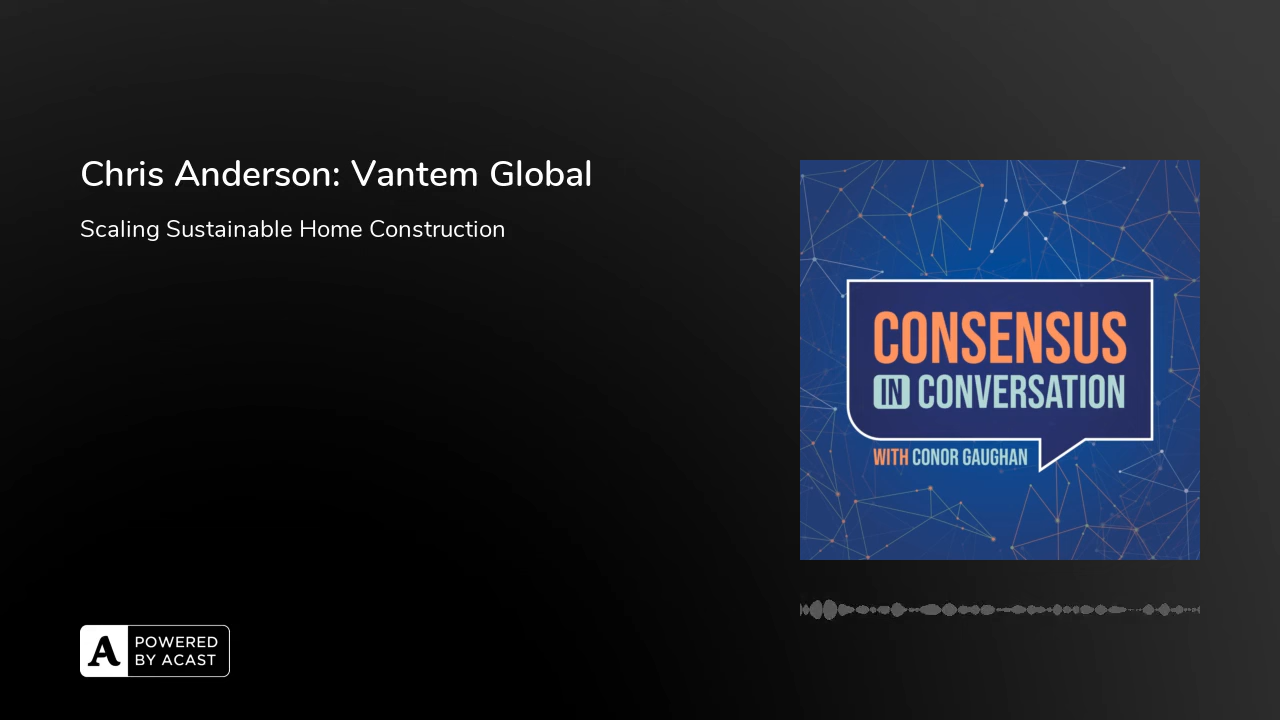 Chris Anderson: Vantem Global
Scaling Sustainable Home Construction
CONSENSUS
IN CONVERSATION
WITH CONOR GAUGHAN
A POWERED
BY ACAST